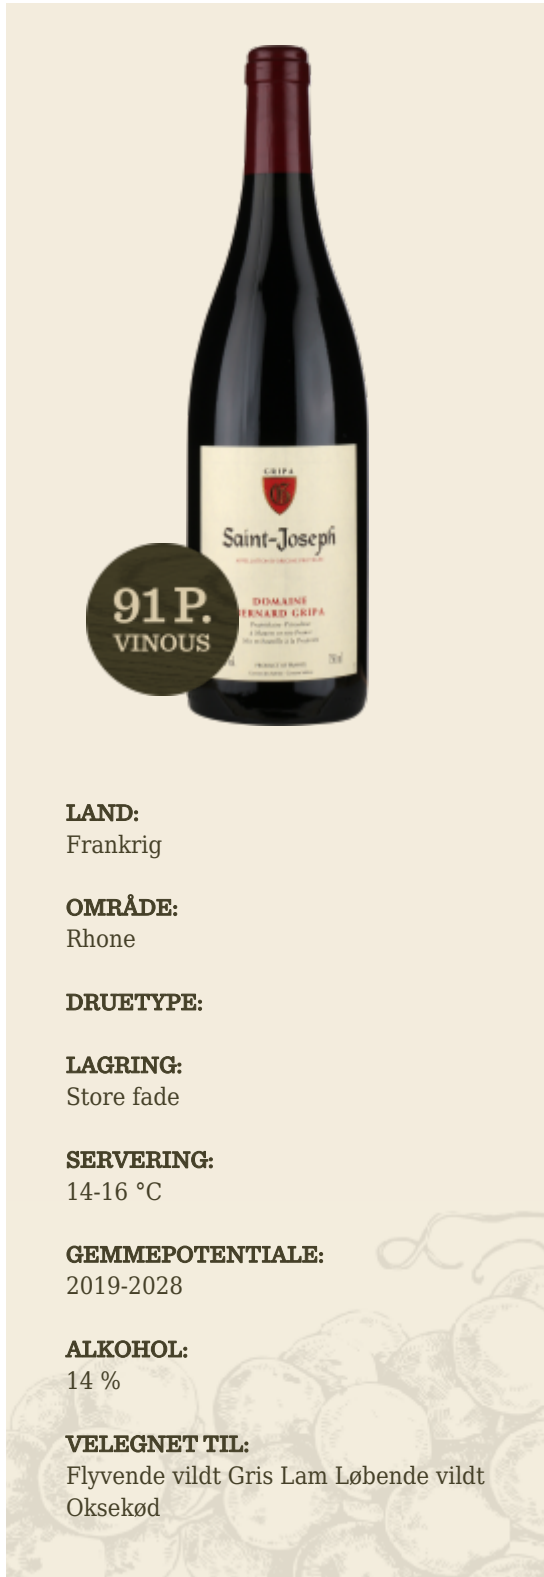 GRIPA
Saint-Joseph
DOMAINE
BERNARD GRIPA
91 P.
VINOUS
LAND:
Frankrig
OMRÅDE:
Rhone
DRUETYPE:
LAGRING:
Store fade
SERVERING:
14-16 °C
GEMMEPOTENTIALE:
2019-2028
ALKOHOL:
14 %
VELEGNET TIL:
Flyvende vildt Gris Lam Løbende vildt
Oksekød